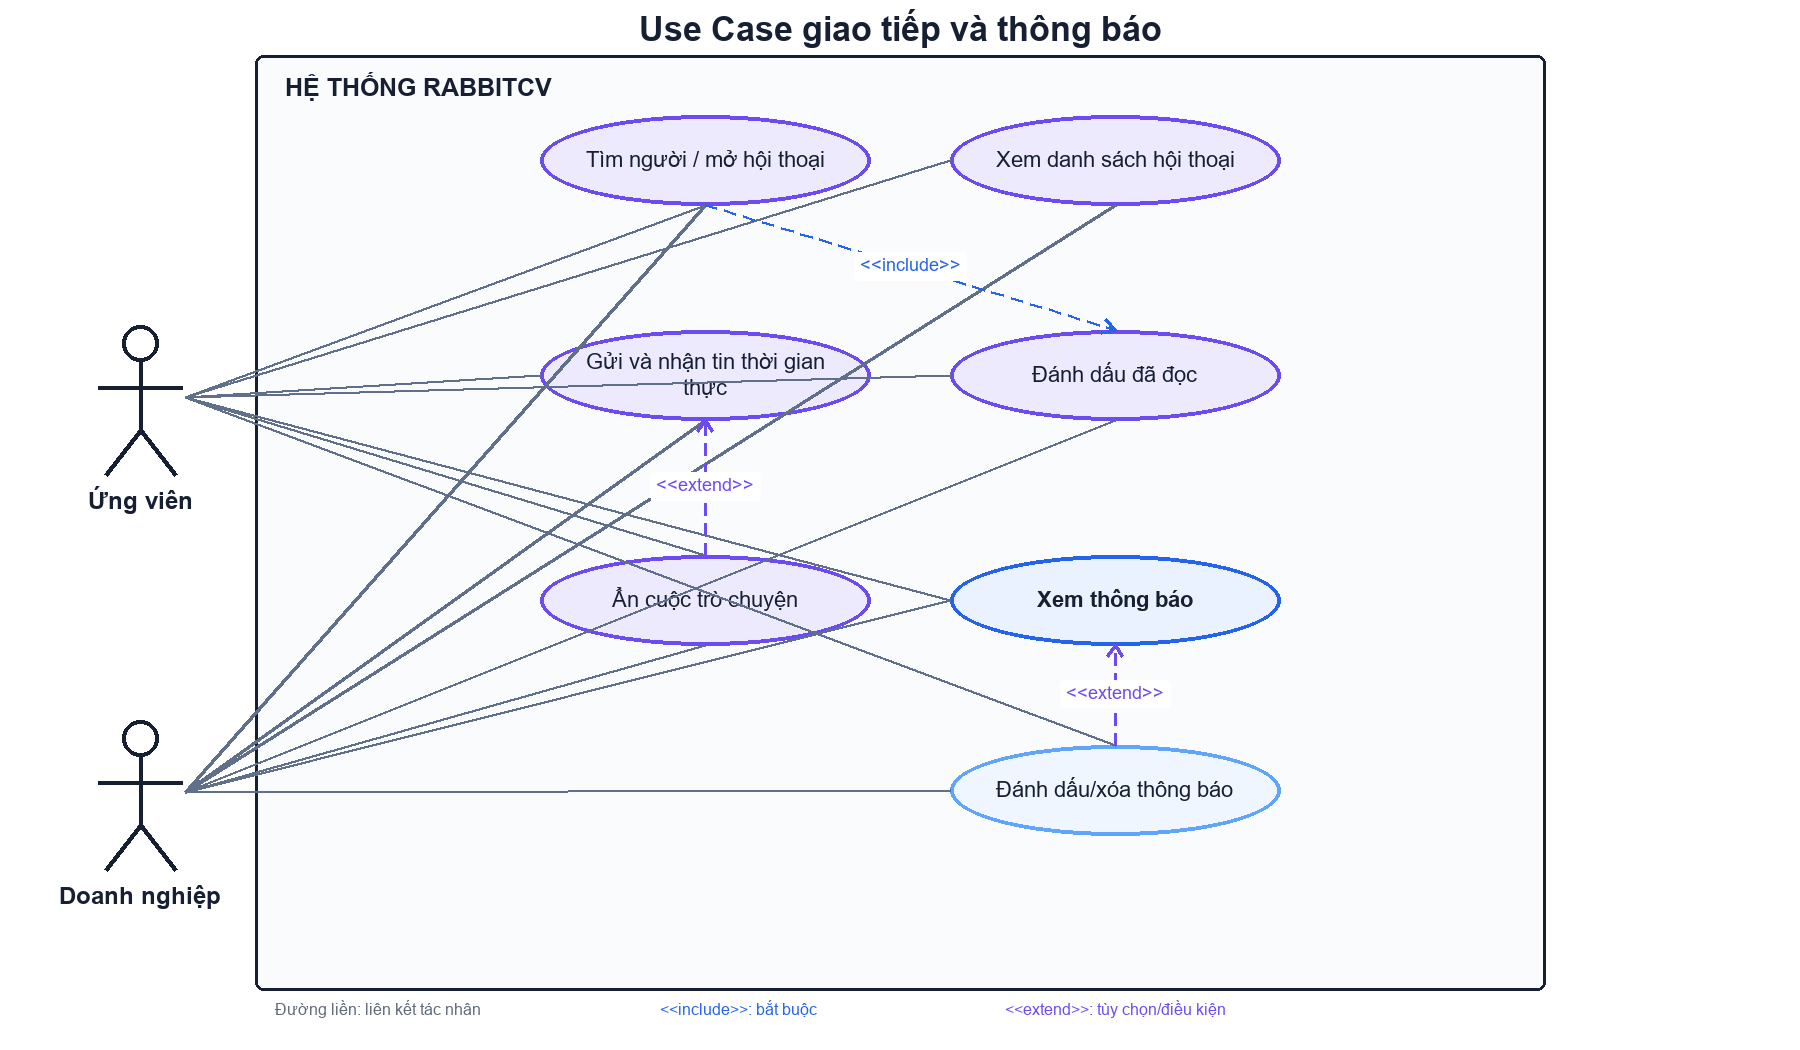 Use Case giao tiếp và thông báo
HỆ THỐNG RABBITCV
Tìm người / mở hội thoại
Xem danh sách hội thoại
<<include>>
Gửi và nhận tin thời gian
thực
Đánh dấu đã đọc
Ứng viên
<<extend>>
Ẩn cuộc trò chuyện
Xem thông báo
<<extend>>
Đánh dấu/xóa thông báo
Doanh nghiệp
Đường liền: liên kết tác nhân
<<include>>: bắt buộc
<<extend>>: tùy chọn/điều kiện